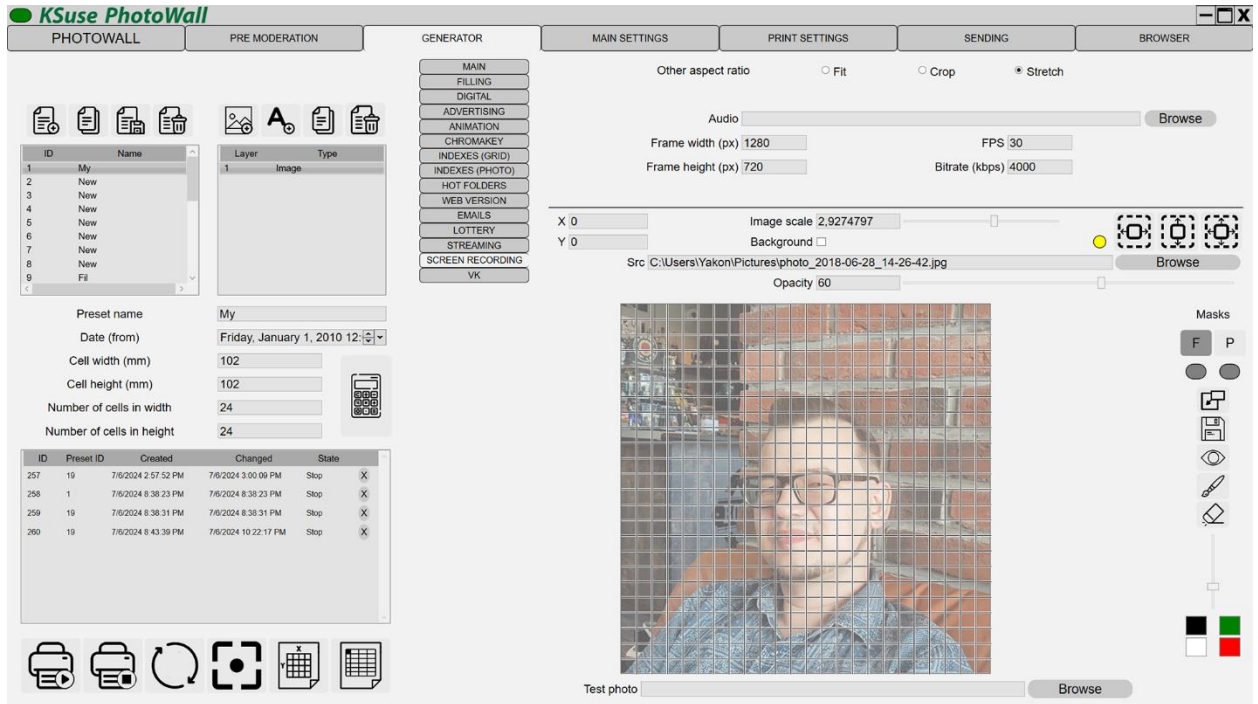 KSuse PhotoWall
X
PHOTOWALL PRE MODERATION GENERATOR MAIN SETTINGS PRINT SETTINGS SENDING BROWSER
ID Name
1 My
2 New
3 New
4 New
5 New
6 New
7 New
8 New
9 Fil
Layer Type
1 Image
Preset name My
Date (from) Friday, January 1, 2010 12:
Cell width (mm) 102
Cell height (mm) 102
Number of cells in width 24
Number of cells in height 24
ID Preset ID Created Changed State
257 19 7/6/2024 2:57:52 PM 7/6/2024 3:00:09 PM Stop X
258 1 7/6/2024 8:38:23 PM 7/6/2024 8:38:23 PM Stop X
259 19 7/6/2024 8:38:31 PM 7/6/2024 8:38:31 PM Stop X
260 19 7/6/2024 8:43:39 PM 7/6/2024 10:22:17 PM Stop X
X
Y
MAIN
FILLING
DIGITAL
ADVERTISING
ANIMATION
CHROMAKEY
INDEXES (GRID)
INDEXES (PHOTO)
HOT FOLDERS
WEB VERSION
EMAILS
LOTTERY
STREAMING
SCREEN RECORDING
VK
Other aspect ratio Fit Crop Stretch
Audio Browse
Frame width (px) 1280 FPS 30
Frame height (px) 720 Bitrate (kbps) 4000
X 0 Image scale 2,9274797
Y 0 Background
Src C:\Users\Yakon\Pictures\photo_2018-06-28_14-26-42.jpg Browse
Opacity 60
Masks
F P
Test photo Browse